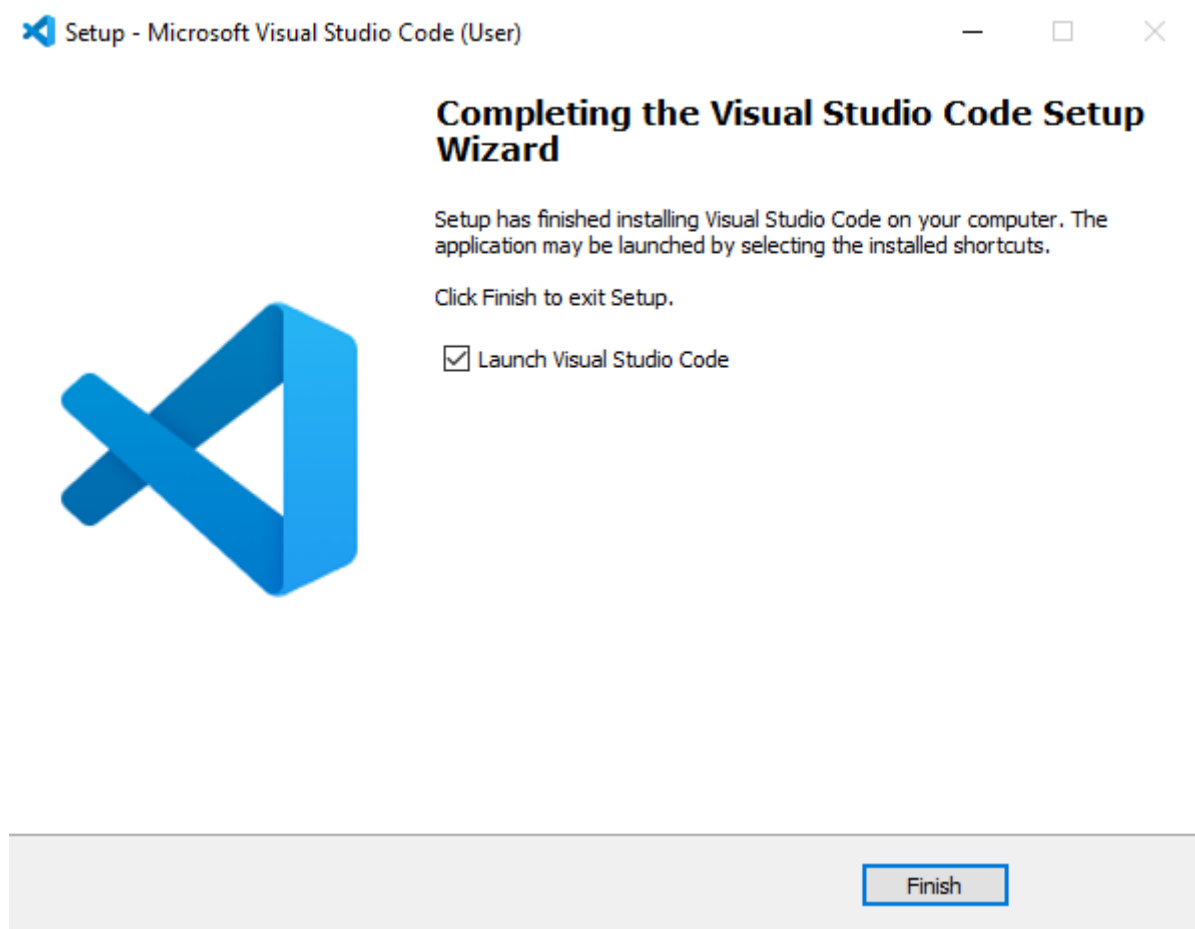 Setup - Microsoft Visual Studio Code (User)
Completing the Visual Studio Code Setup
Wizard
Setup has finished installing Visual Studio Code on your computer. The
application may be launched by selecting the installed shortcuts.
Click Finish to exit Setup.
Launch Visual Studio Code
Finish